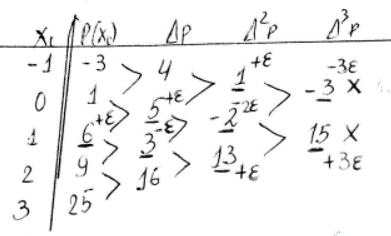 xᵢ P(xᵢ) ΔP Δ²P Δ³P
-1 -3 > 4 > 1 +ε > -3 -3ε x
0 1 > 5 +ε > -2 -2ε > 15 +3ε x
1 6 +ε > 3 -ε > 13 +ε
2 9 > 16
3 25